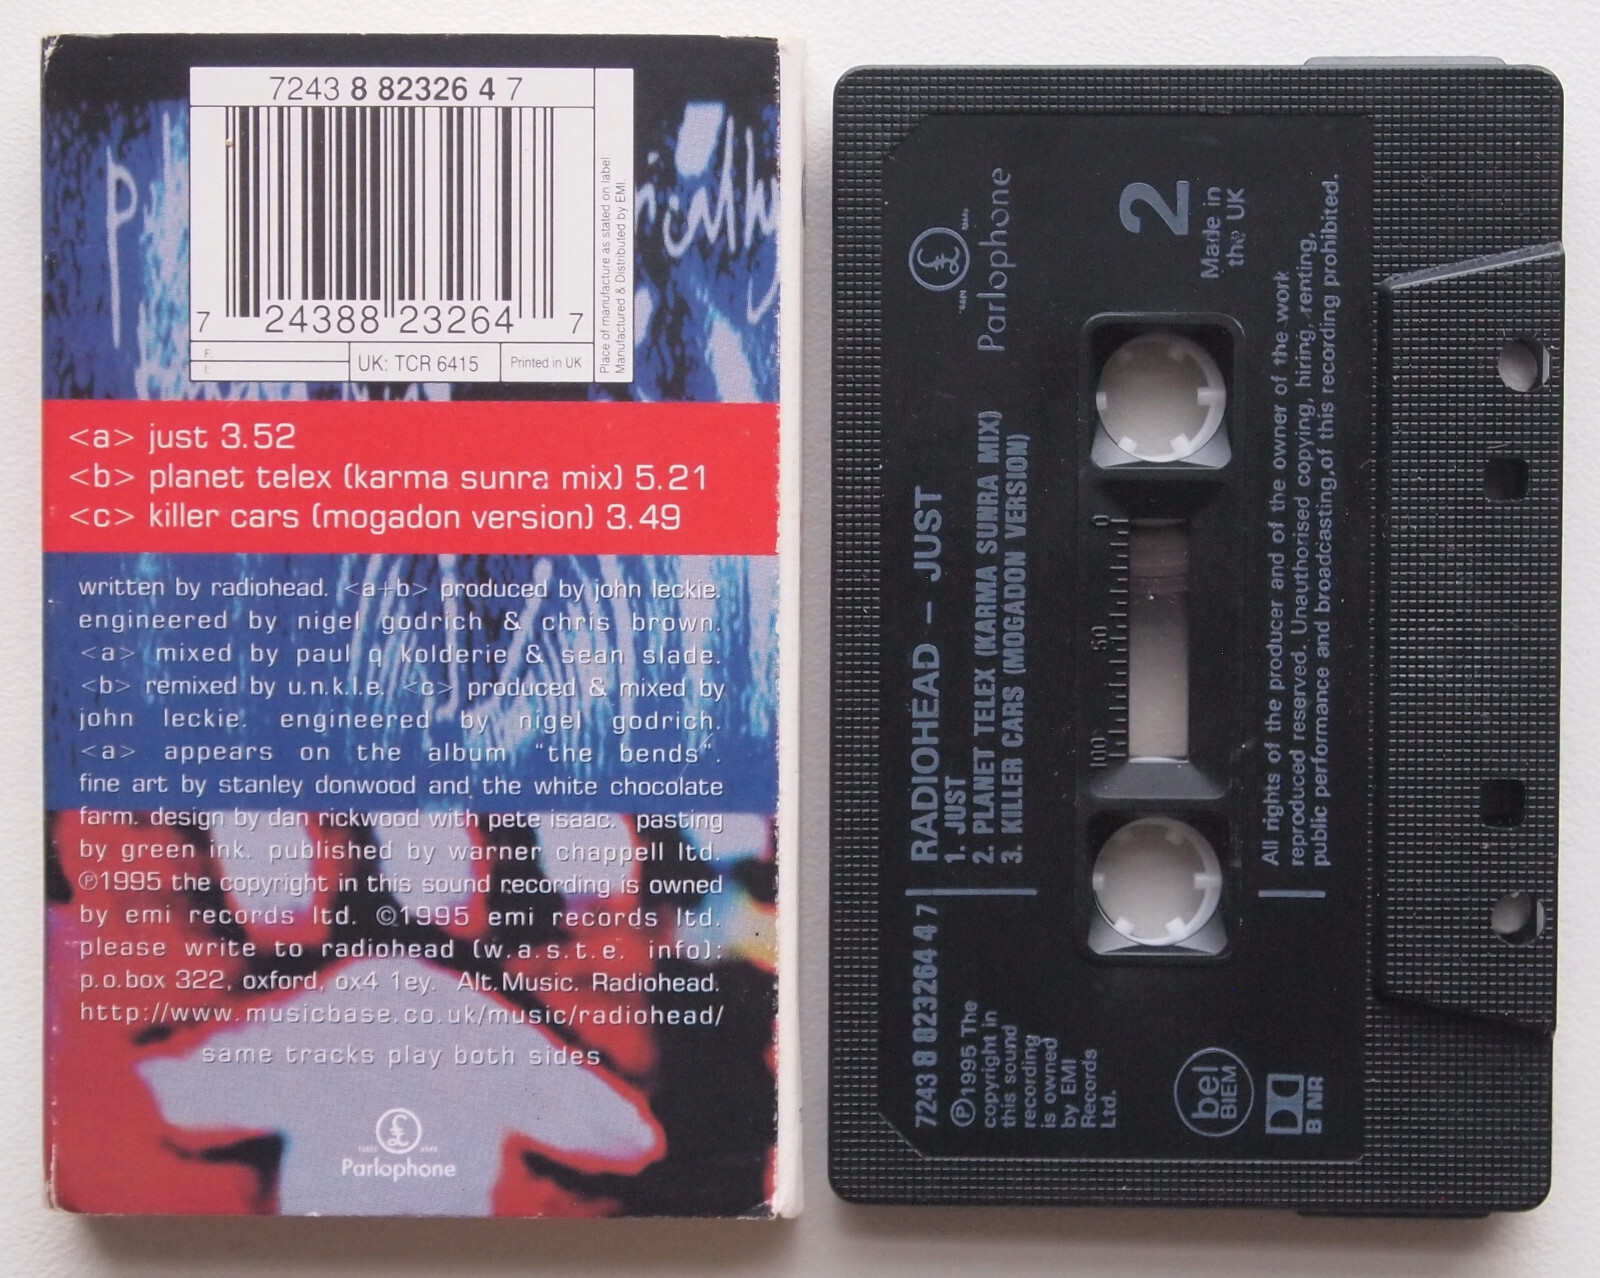 7243 8 82326 4 7
7 24388 23264 7
UK: TCR 6415
Printed in UK
Place of manufacture as stated on label
Manufactured & Distributed by EMI.
<a> just 3.52
<b> planet telex (karma sunra mix) 5.21
<c> killer cars (mogadon version) 3.49
written by radiohead. <a+b> produced by john leckie.
engineered by nigel godrich & chris brown.
<a> mixed by paul q kolderie & sean slade.
<b> remixed by u.n.k.l.e. <c> produced & mixed by
john leckie. engineered by nigel godrich.
<a> appears on the album "the bends".
fine art by stanley donwood and the white chocolate
farm. design by dan rickwood with pete isaac. pasting
by green ink. published by warner chappell ltd.
℗1995 the copyright in this sound recording is owned
by emi records ltd. ©1995 emi records ltd.
please write to radiohead (w.a.s.t.e. info):
p.o.box 322, oxford, ox4 1ey. Alt.Music. Radiohead.
http://www.musicbase.co.uk/music/radiohead/
same tracks play both sides
£
Parlophone
7243 8 823264 4 7
RADIOHEAD – JUST
1. JUST
2. PLANET TELEX (KARMA SUNRA MIX)
3. KILLER CARS (MOGADON VERSION)
£
Parlophone
2
Made in
the UK
℗1995 The
copyright in
this sound
recording
is owned
by EMI
Records
Ltd.
100 50 0
bel
BIEM
B NR
All rights of the producer and of the owner of the work
reproduced reserved. Unauthorised copying, hiring, renting,
public performance and broadcasting of this recording prohibited.